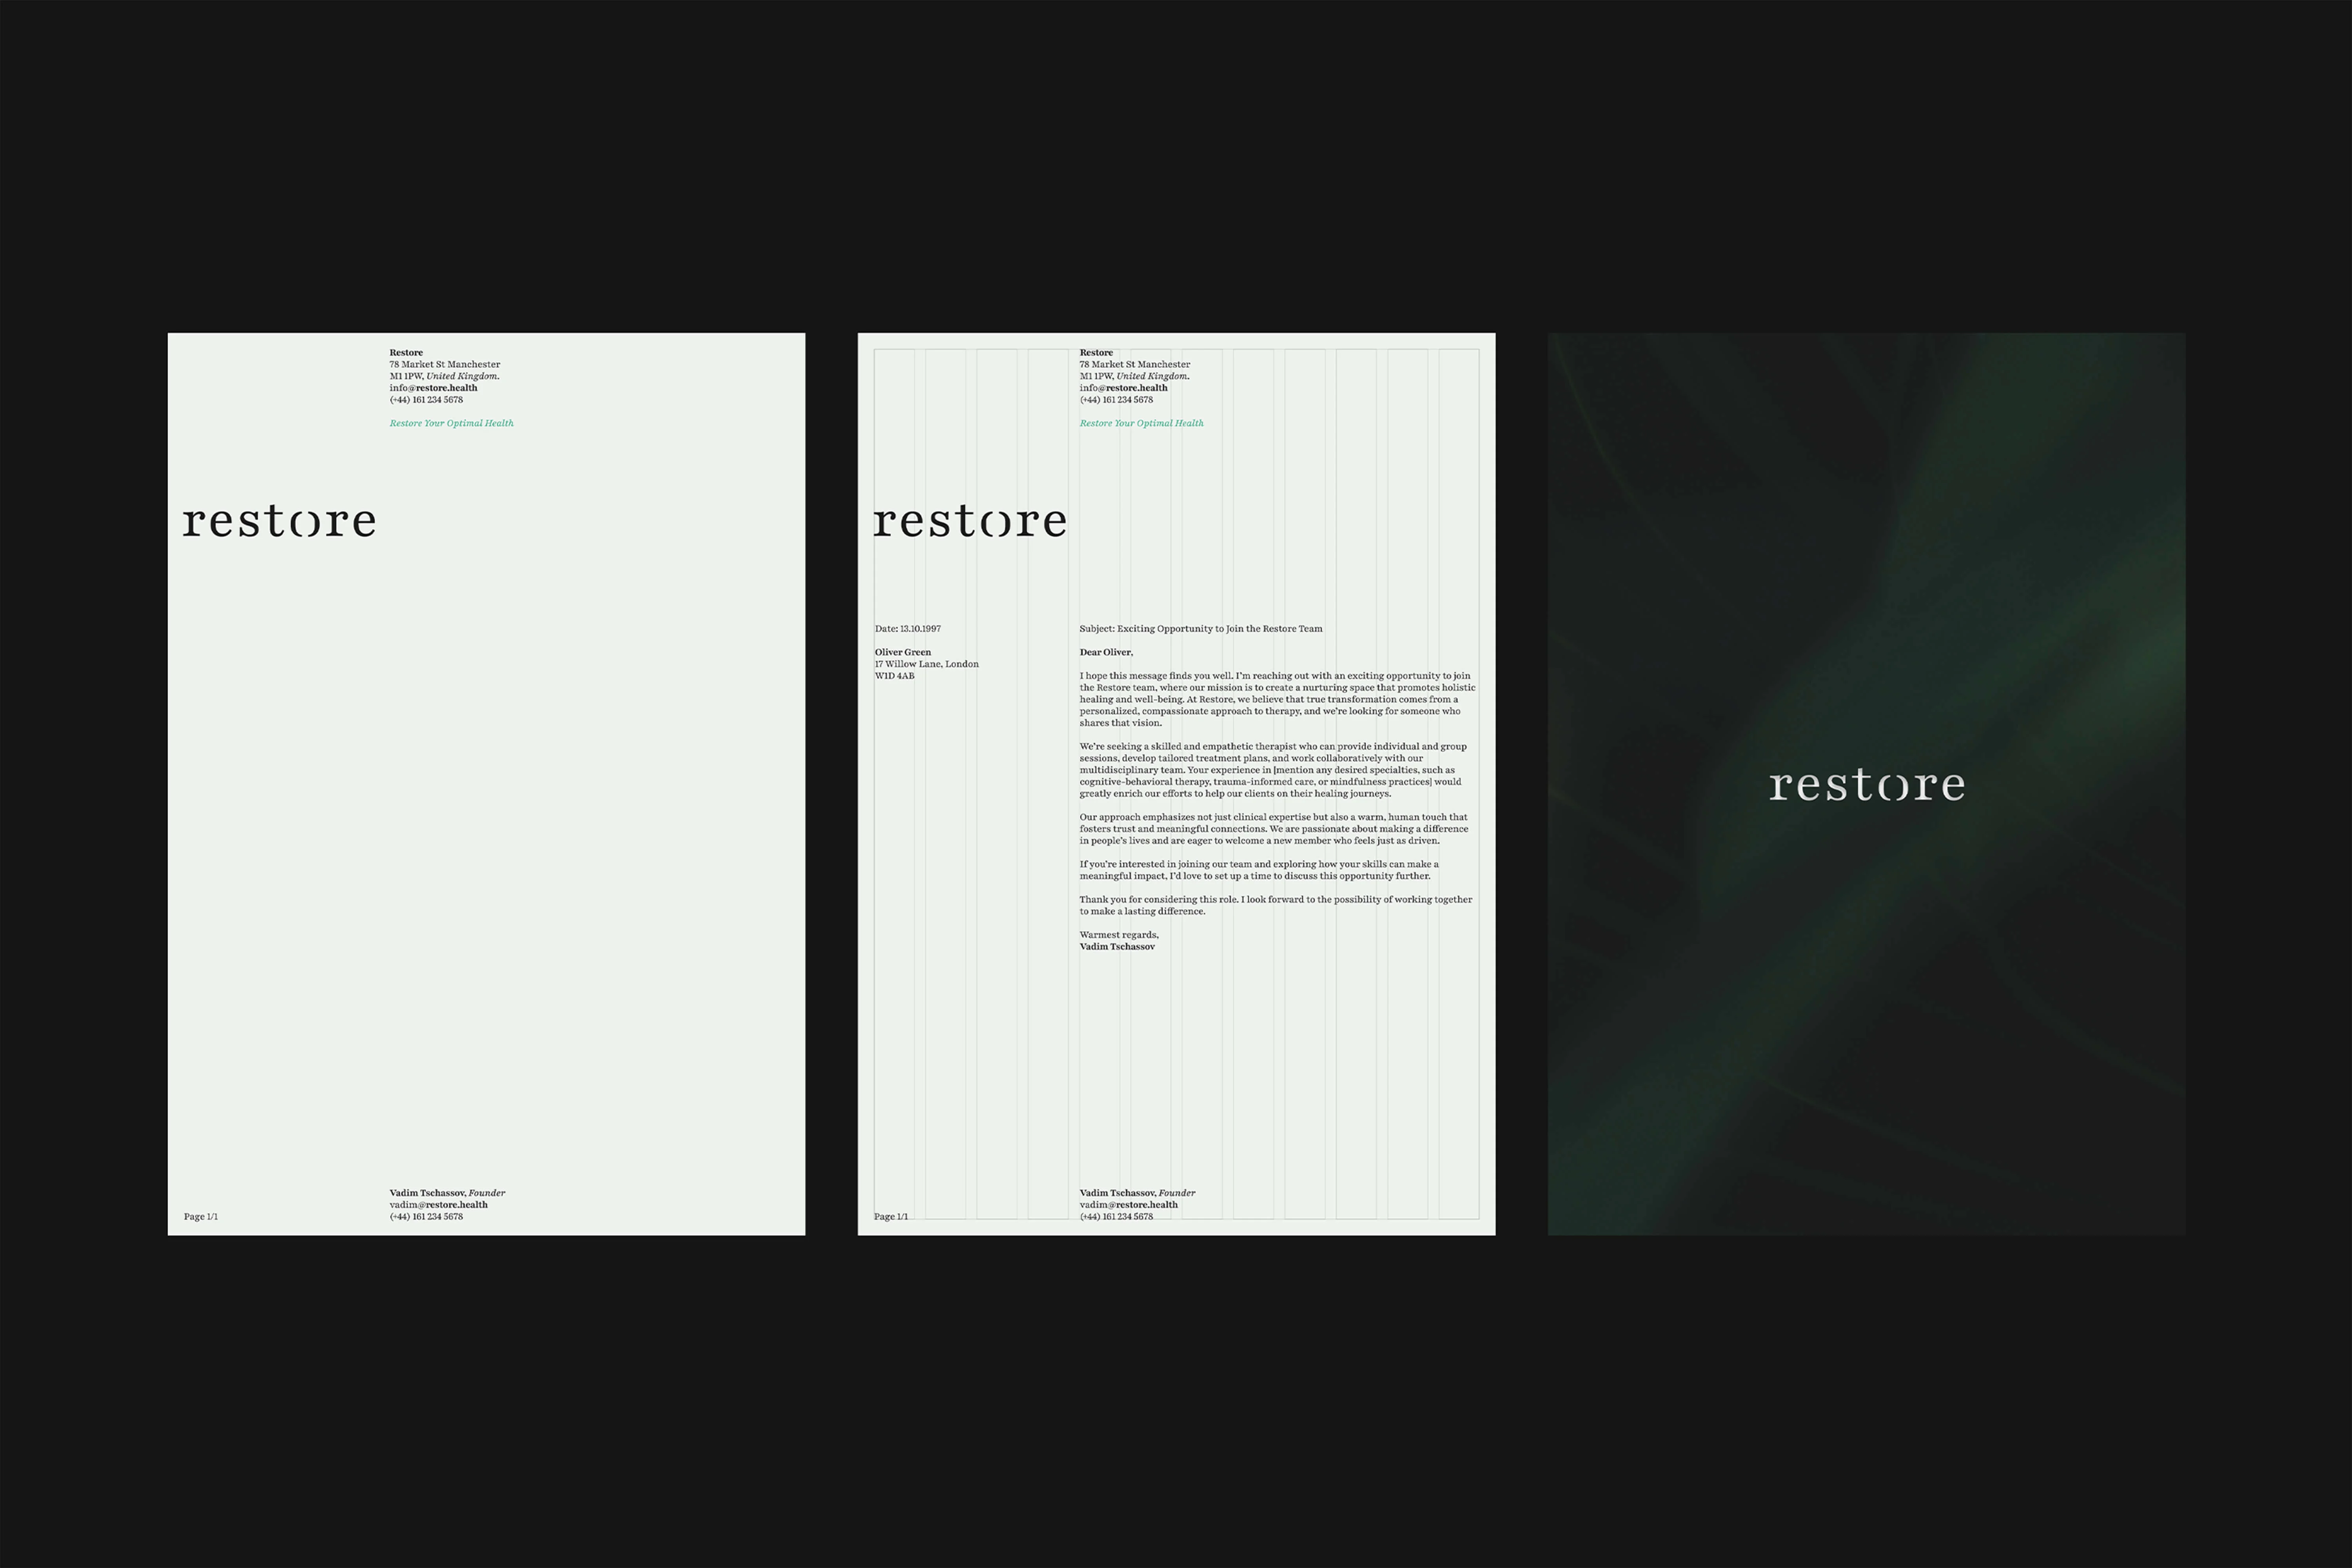 Restore
78 Market St Manchester
M1 1PW, United Kingdom.
info@restore.health
(+44) 161 234 5678
Restore Your Optimal Health
restore
Page 1/1
Vadim Tschassov, Founder
vadim@restore.health
(+44) 161 234 5678
Restore
78 Market St Manchester
M1 1PW, United Kingdom.
info@restore.health
(+44) 161 234 5678
Restore Your Optimal Health
restore
Date: 13.10.1997
Oliver Green
17 Willow Lane, London
W1D 4AB
Subject: Exciting Opportunity to Join the Restore Team
Dear Oliver,
I hope this message finds you well. I'm reaching out with an exciting opportunity to join
the Restore team, where our mission is to create a nurturing space that promotes holistic
healing and well-being. At Restore, we believe that true transformation comes from a
personalized, compassionate approach to therapy, and we're looking for someone who
shares that vision.
We're seeking a skilled and empathetic therapist who can provide individual and group
sessions, develop tailored treatment plans, and work collaboratively with our
multidisciplinary team. Your experience in [mention any desired specialties, such as
cognitive-behavioral therapy, trauma-informed care, or mindfulness practices] would
greatly enrich our efforts to help our clients on their healing journeys.
Our approach emphasizes not just clinical expertise but also a warm, human touch that
fosters trust and meaningful connections. We are passionate about making a difference
in people's lives and are eager to welcome a new member who feels just as driven.
If you're interested in joining our team and exploring how your skills can make a
meaningful impact, I'd love to set up a time to discuss this opportunity further.
Thank you for considering this role. I look forward to the possibility of working together
to make a lasting difference.
Warmest regards,
Vadim Tschassov
Page 1/1
Vadim Tschassov, Founder
vadim@restore.health
(+44) 161 234 5678
restore